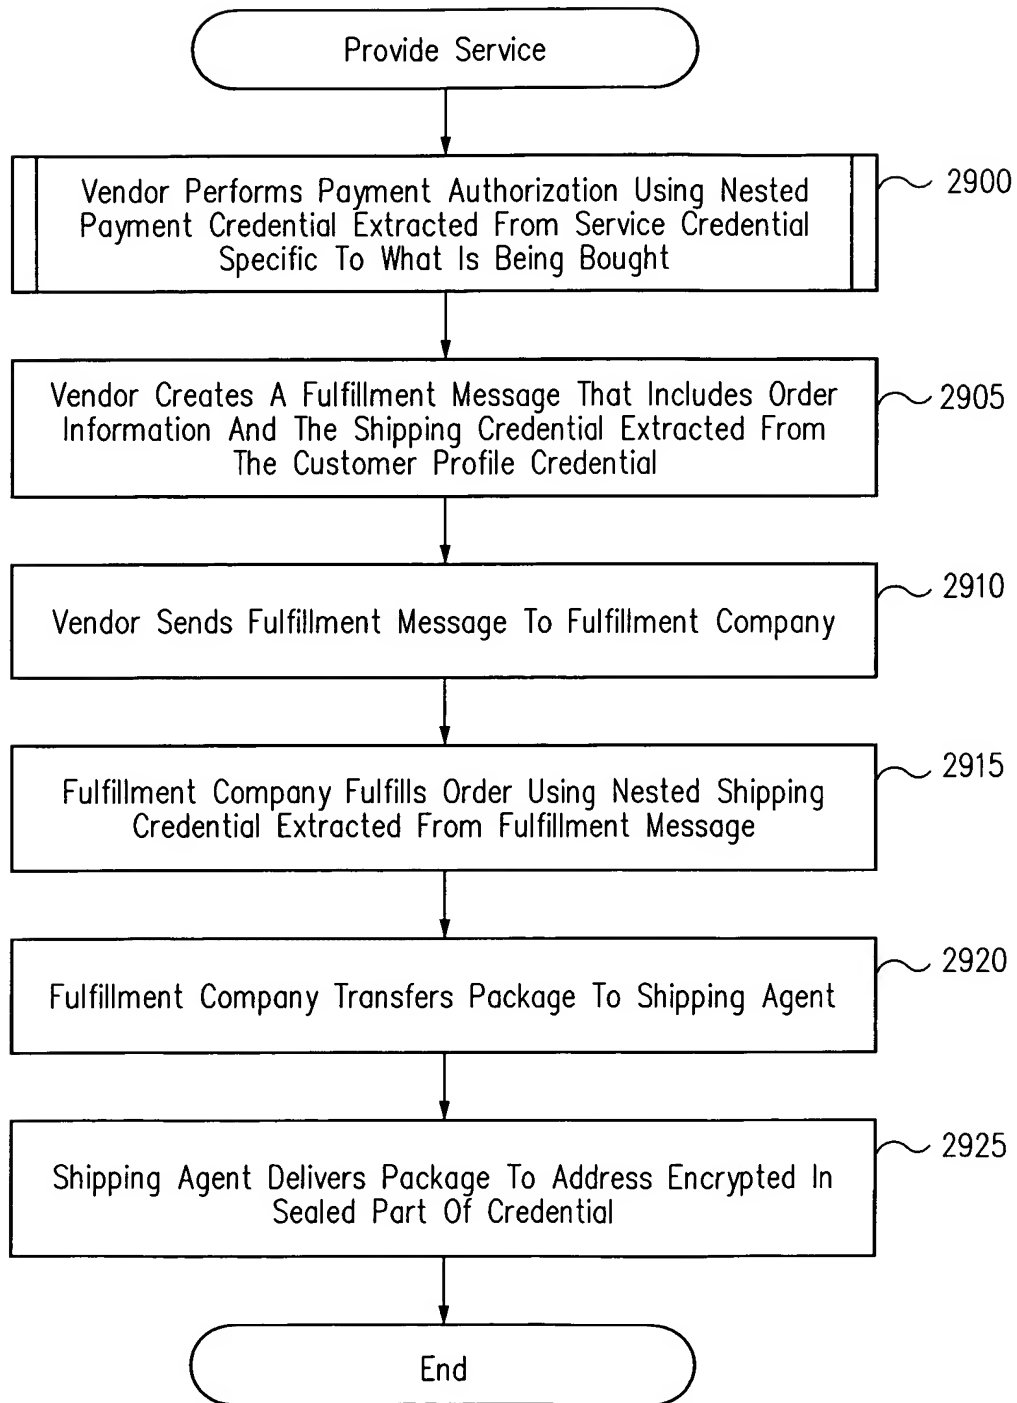 Provide Service
Vendor Performs Payment Authorization Using Nested
Payment Credential Extracted From Service Credential
Specific To What Is Being Bought
2900
Vendor Creates A Fulfillment Message That Includes Order
Information And The Shipping Credential Extracted From
The Customer Profile Credential
2905
Vendor Sends Fulfillment Message To Fulfillment Company
2910
Fulfillment Company Fulfills Order Using Nested Shipping
Credential Extracted From Fulfillment Message
2915
Fulfillment Company Transfers Package To Shipping Agent
2920
Shipping Agent Delivers Package To Address Encrypted In
Sealed Part Of Credential
2925
End